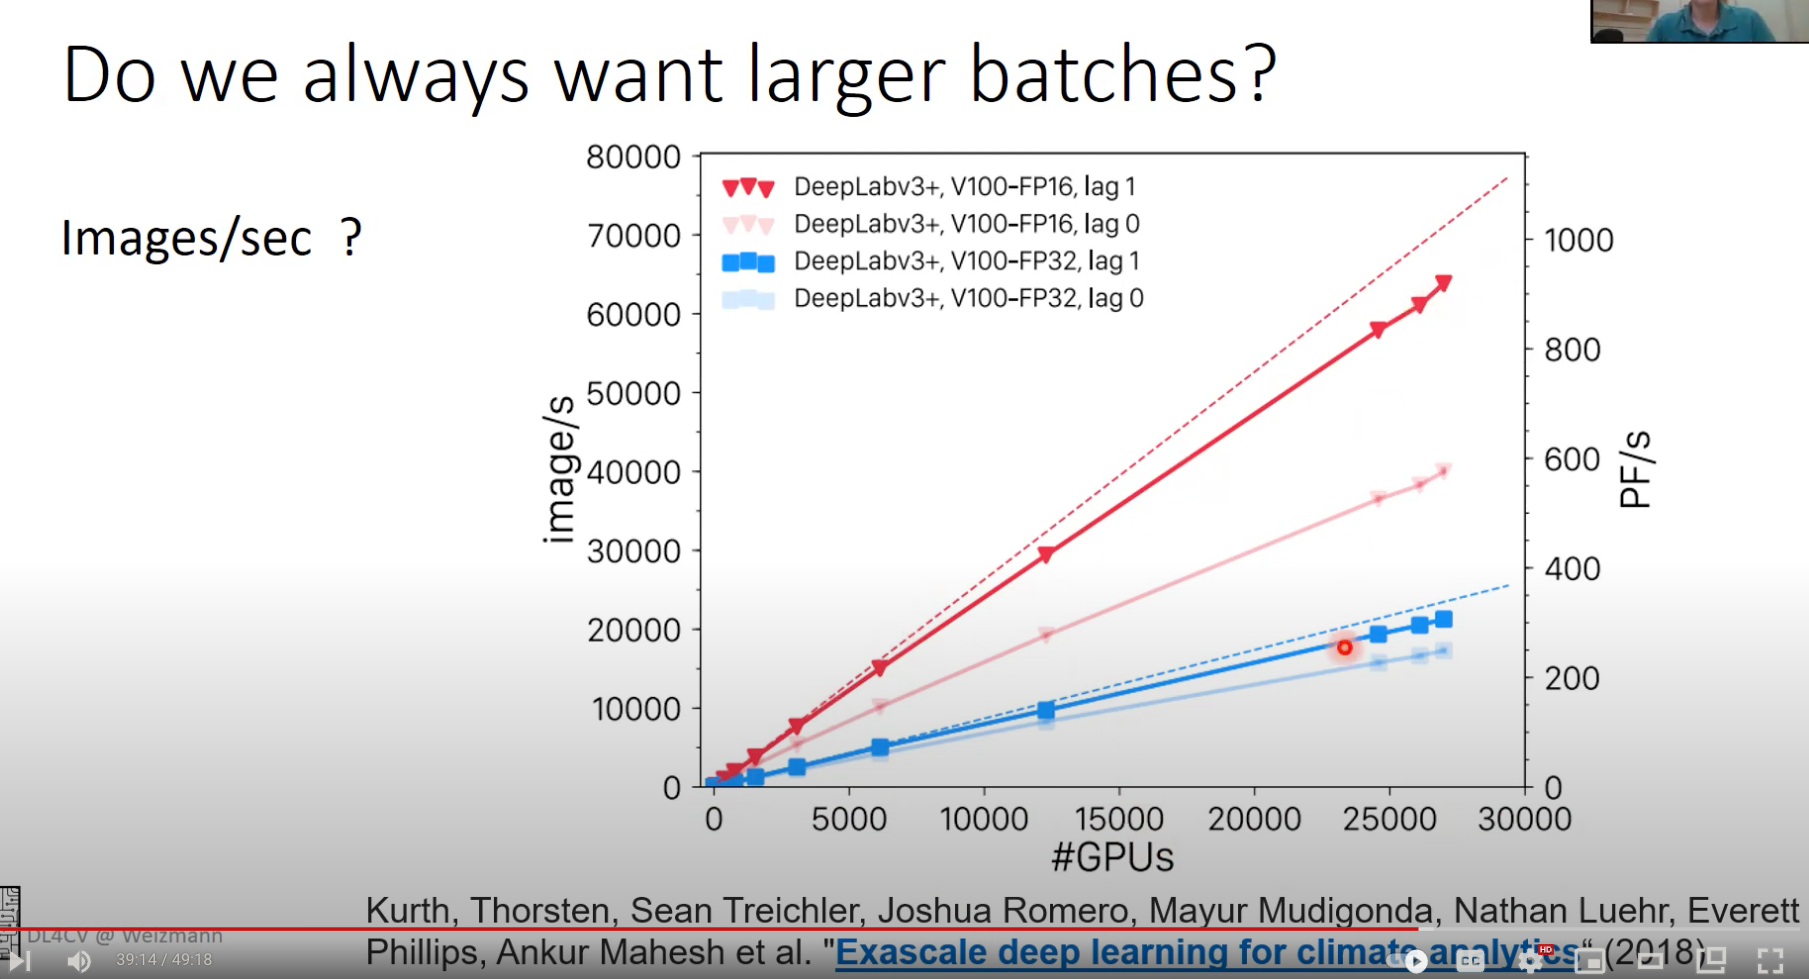 Do we always want larger batches?
Images/sec ?
80000
70000
60000
50000
40000
30000
20000
10000
0
image/s
DeepLabv3+, V100-FP16, lag 1
DeepLabv3+, V100-FP16, lag 0
DeepLabv3+, V100-FP32, lag 1
DeepLabv3+, V100-FP32, lag 0
1000
800
600
400
200
0
PF/s
0 5000 10000 15000 20000 25000 30000
#GPUs
Kurth, Thorsten, Sean Treichler, Joshua Romero, Mayur Mudigonda, Nathan Luehr, Everett
Phillips, Ankur Mahesh et al. "Exascale deep learning for climate analytics" (2018)
DL4CV @ Weizmann
39:14 / 49:18
CC
HD